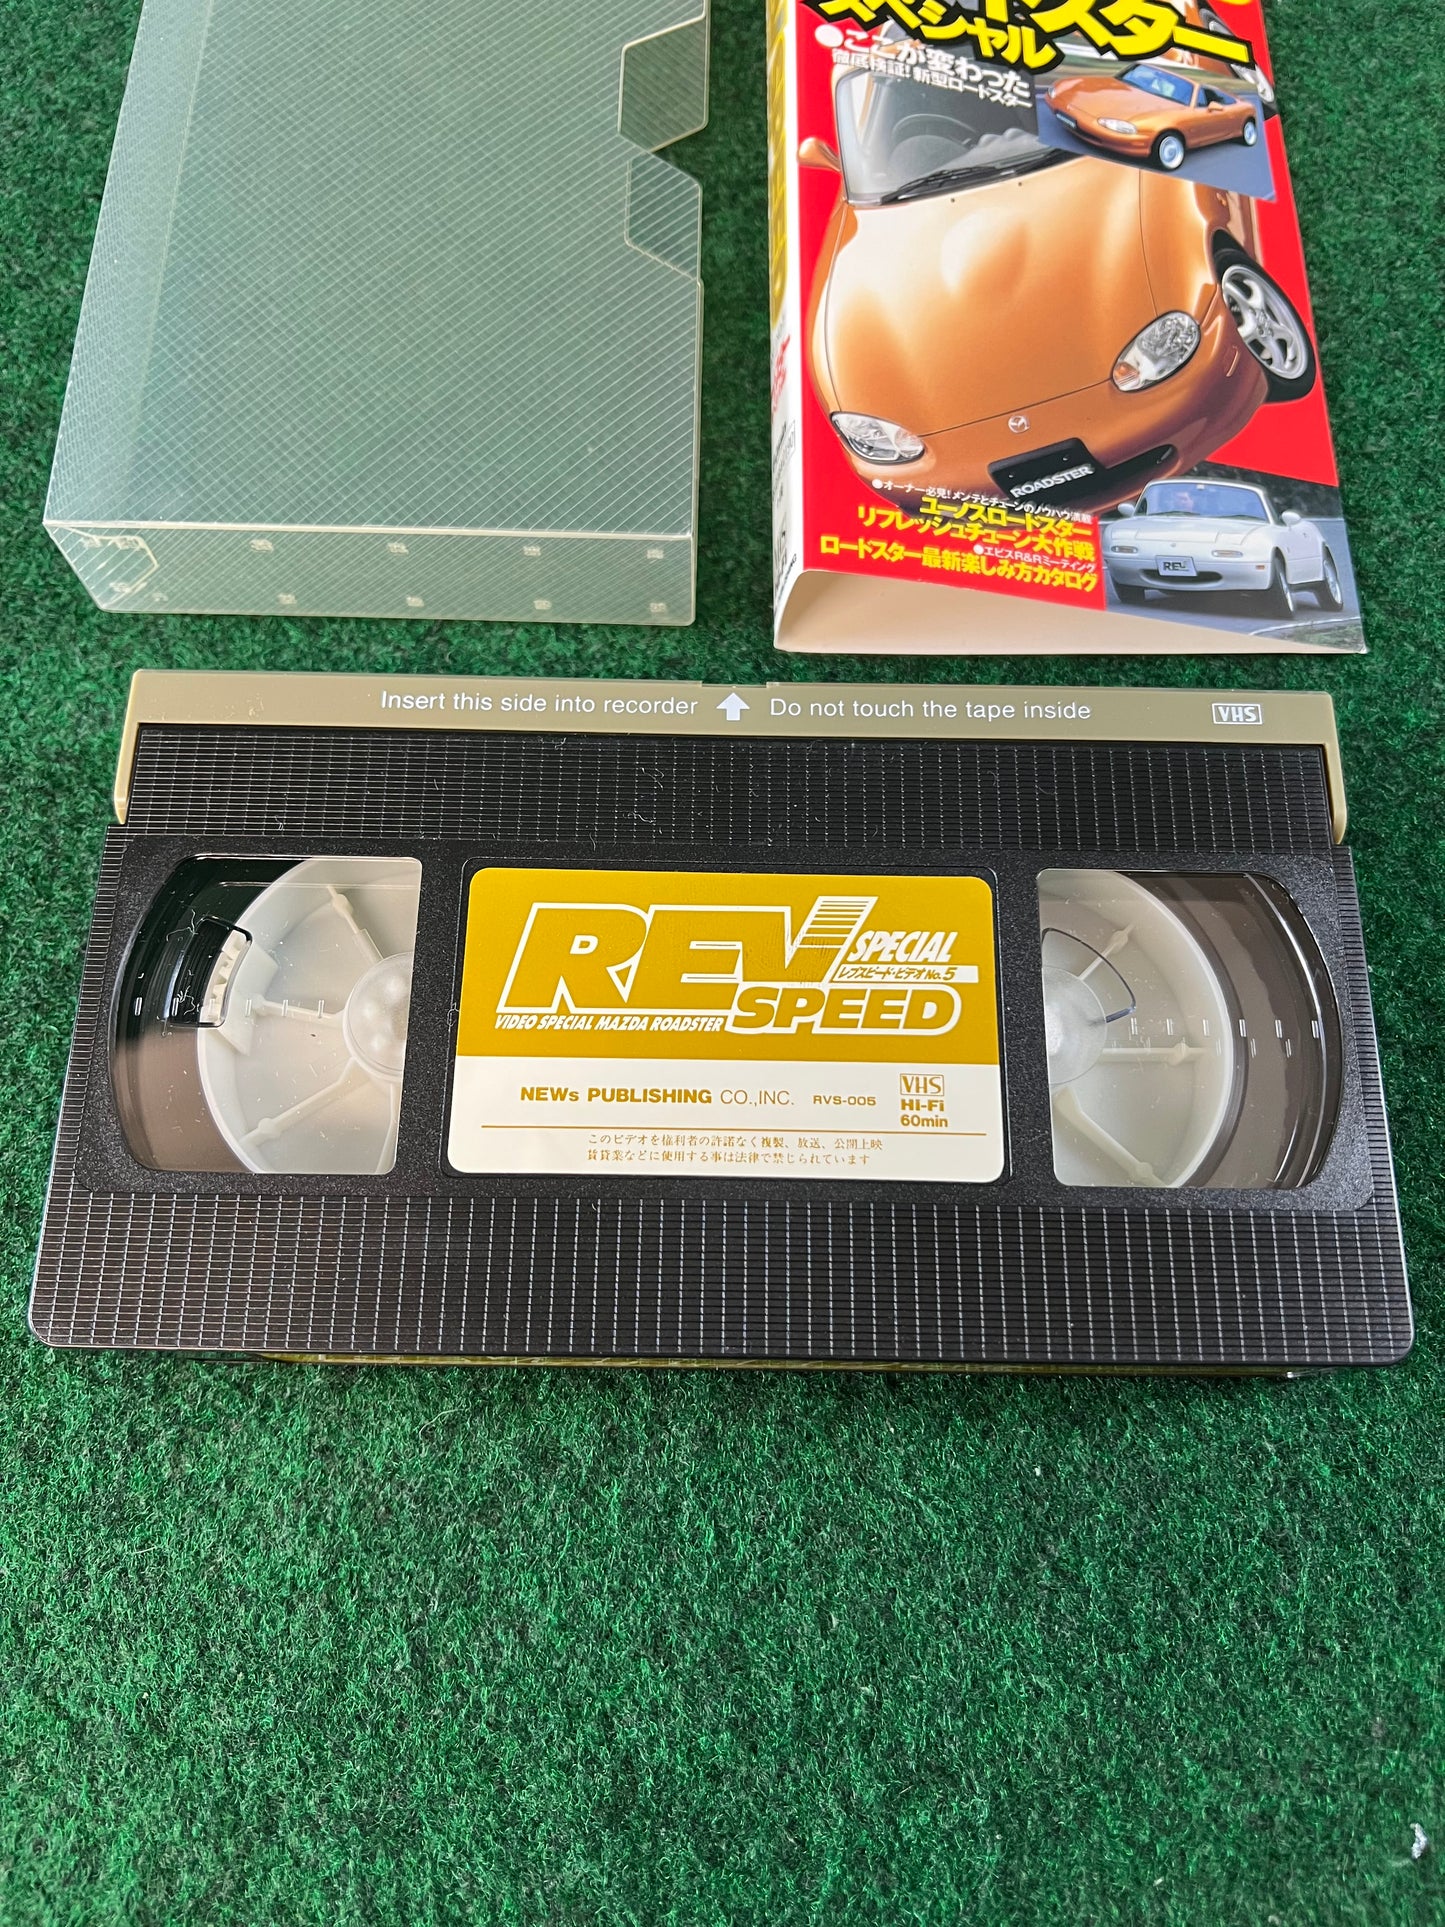 スター
スペシャル
●ここが変わった
徹底検証!新型ロードスター
ROADSTER
●オーナー必見!メンテとチューンのノウハウ満載
ユーノスロードスター
リフレッシュチューン大作戦
●エビスR&Rミーティング
ロードスター最新楽しみ方カタログ
REV
Insert this side into recorder
Do not touch the tape inside
VHS
REV SPECIAL
レブスピード・ビデオ No.5
SPEED
VIDEO SPECIAL MAZDA ROADSTER
NEWs PUBLISHING CO.,INC. RVS-005
VHS
Hi-Fi
60min
このビデオを権利者の許諾なく複製、放送、公開上映
賃貸業などに使用する事は法律で禁じられています